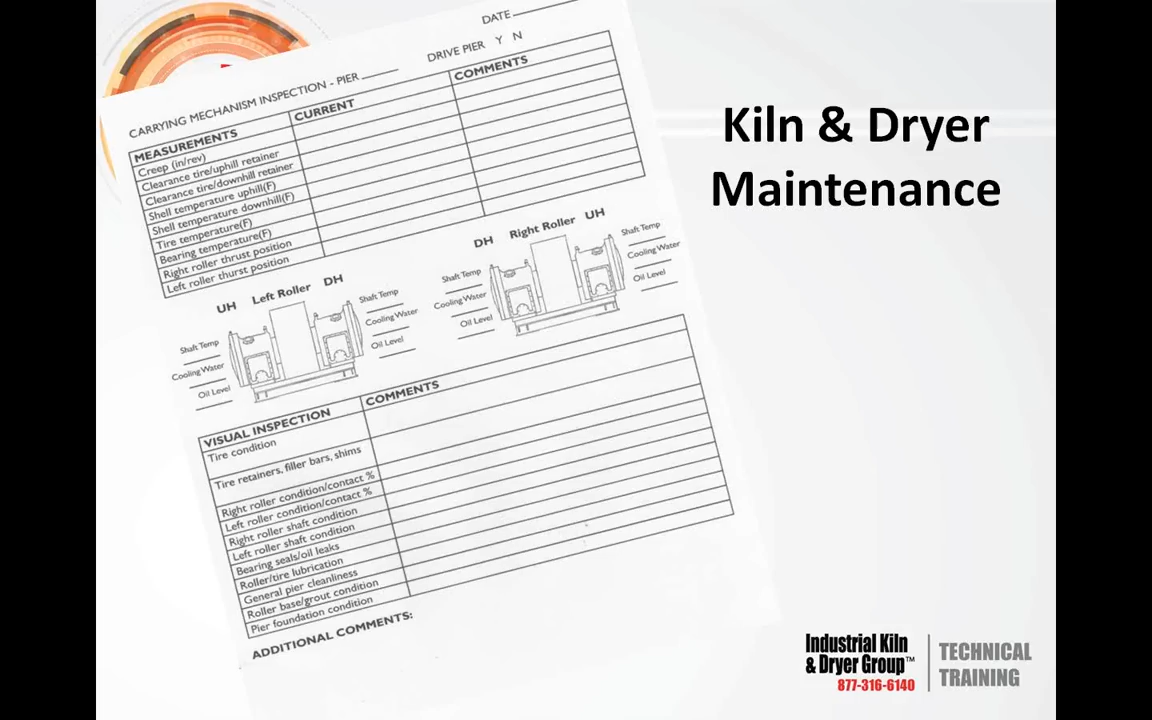 DATE
CARRYING MECHANISM INSPECTION - PIER DRIVE PIER Y N
MEASUREMENTS CURRENT COMMENTS
Creep (in/rev)
Clearance tire/uphill retainer
Clearance tire/downhill retainer
Shell temperature uphill(F)
Shell temperature downhill(F)
Tire temperature(F)
Bearing temperature(F)
Right roller thrust position
Left roller thurst position
UH Left Roller DH
Shaft Temp
Cooling Water
Oil Level
Shaft Temp
Cooling Water
Oil Level
DH Right Roller UH
Shaft Temp
Cooling Water
Oil Level
Shaft Temp
Cooling Water
Oil Level
VISUAL INSPECTION COMMENTS
Tire condition
Tire retainers, filler bars, shims
Right roller condition/contact %
Left roller condition/contact %
Right roller shaft condition
Left roller shaft condition
Bearing seals/oil leaks
Roller/tire lubrication
General pier cleanliness
Roller base/grout condition
Pier foundation condition
ADDITIONAL COMMENTS:
Kiln & Dryer
Maintenance
Industrial Kiln
& Dryer Group™
877-316-6140
TECHNICAL
TRAINING